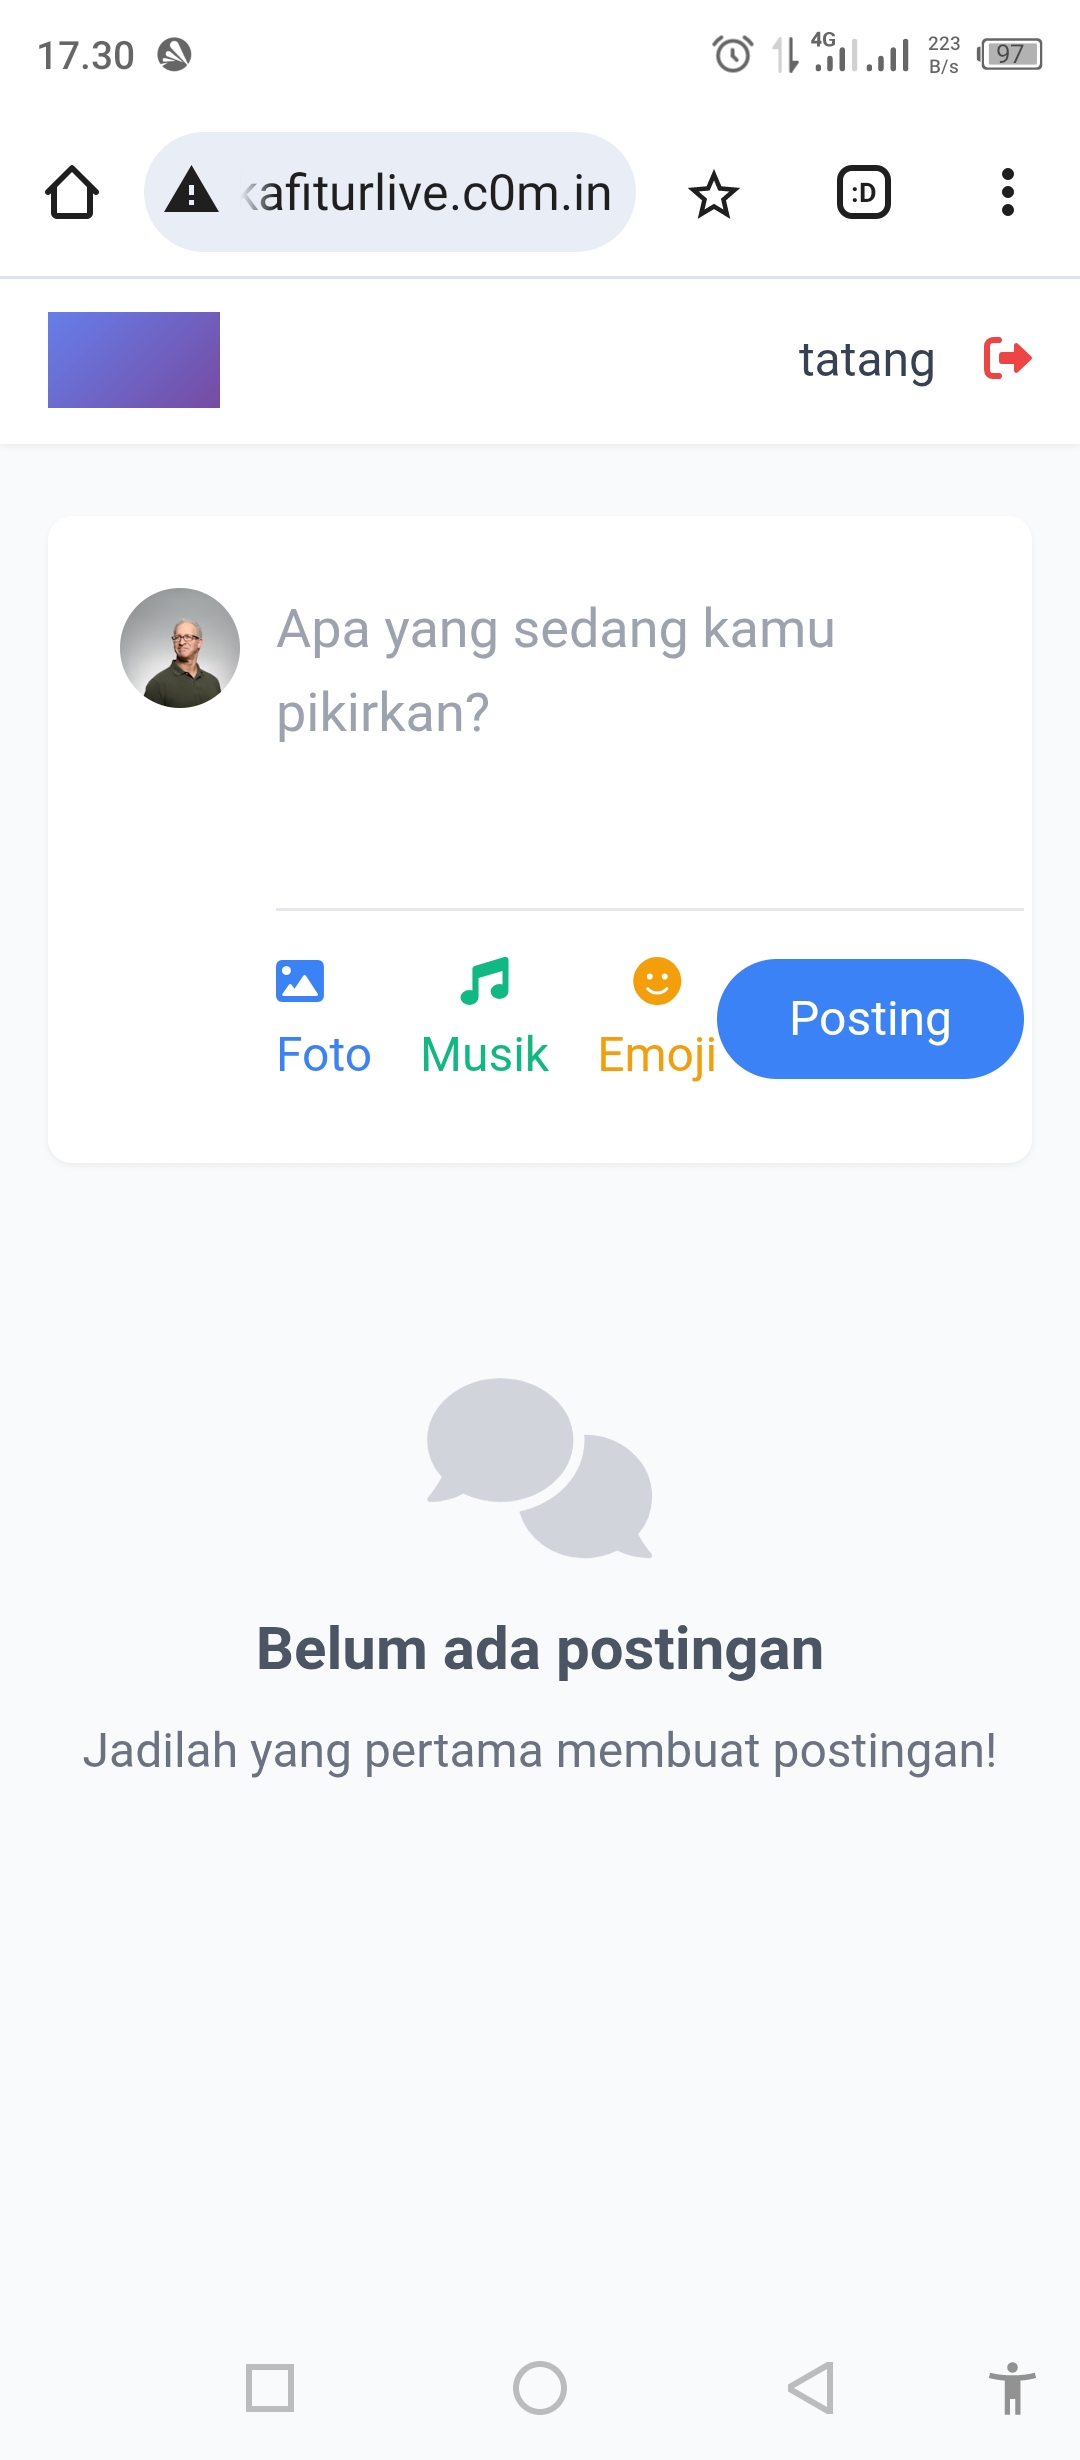 17.30
4G
223
B/s
97
kafiturlive.c0m.in
:D
tatang
Apa yang sedang kamu
pikirkan?
Foto
Musik
Emoji
Posting
Belum ada postingan
Jadilah yang pertama membuat postingan!